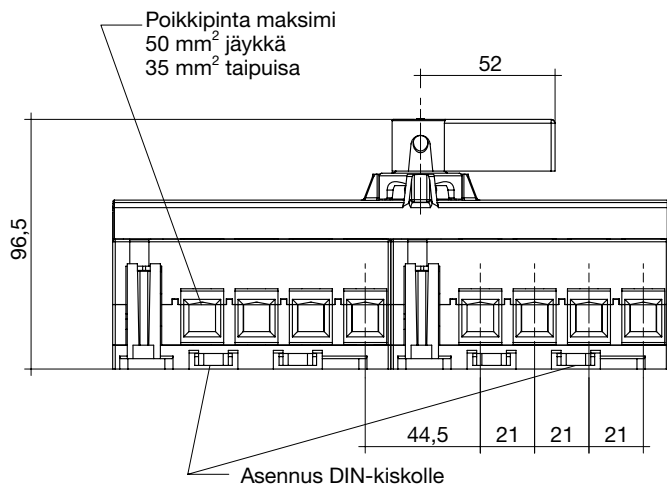 Poikkipinta maksimi
50 mm² jäykkä
35 mm² taipuisa
52
96,5
44,5
21
21
21
Asennus DIN-kiskolle